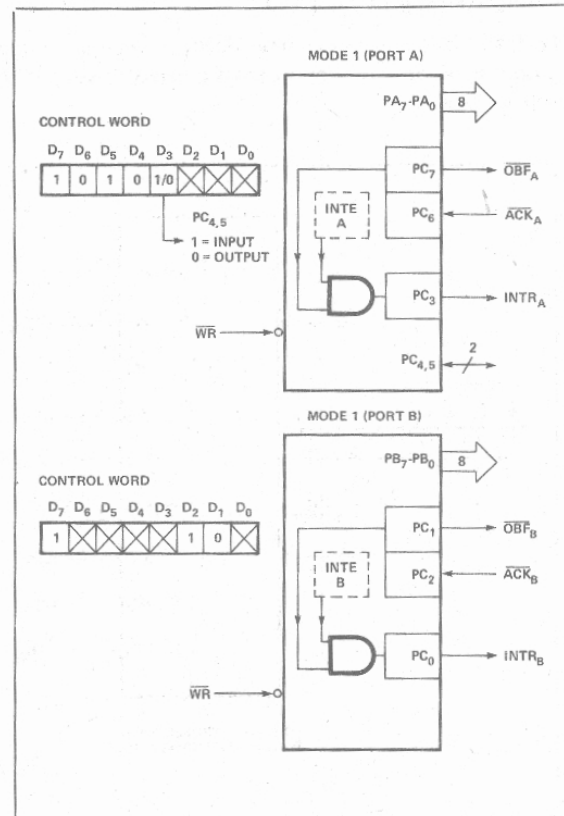 MODE 1 (PORT A)
PA7-PA0
8
CONTROL WORD
D7 D6 D5 D4 D3 D2 D1 D0
1 0 1 0 1/0
PC4,5
1 = INPUT
0 = OUTPUT
PC7
OBFA
INTE
A
PC6
ACKA
PC3
INTRA
WR
PC4,5
2
MODE 1 (PORT B)
PB7-PB0
8
CONTROL WORD
D7 D6 D5 D4 D3 D2 D1 D0
1 1 0
PC1
OBFB
INTE
B
PC2
ACKB
PC0
INTRB
WR